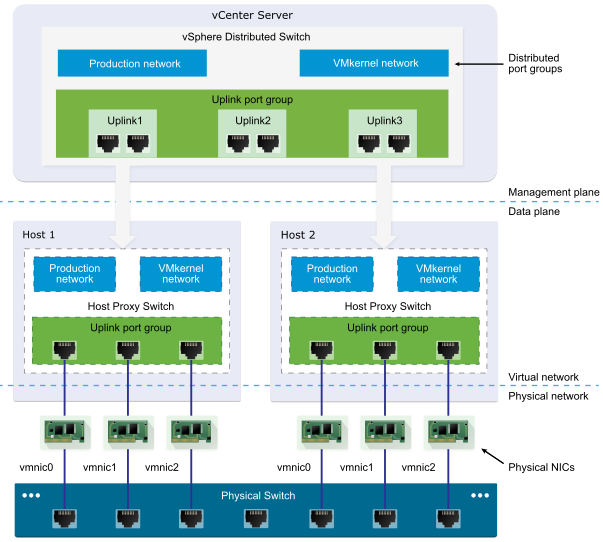 vCenter Server
vSphere Distributed Switch
Production network
VMkernel network
Distributed
port groups
Uplink port group
Uplink1
Uplink2
Uplink3
Management plane
Data plane
Host 1
Host 2
Production
network
VMkernel
network
Production
network
VMkernel
network
Host Proxy Switch
Host Proxy Switch
Uplink port group
Uplink port group
Virtual network
Physical network
vmnic0
vmnic1
vmnic2
vmnic0
vmnic1
vmnic2
Physical NICs
Physical Switch